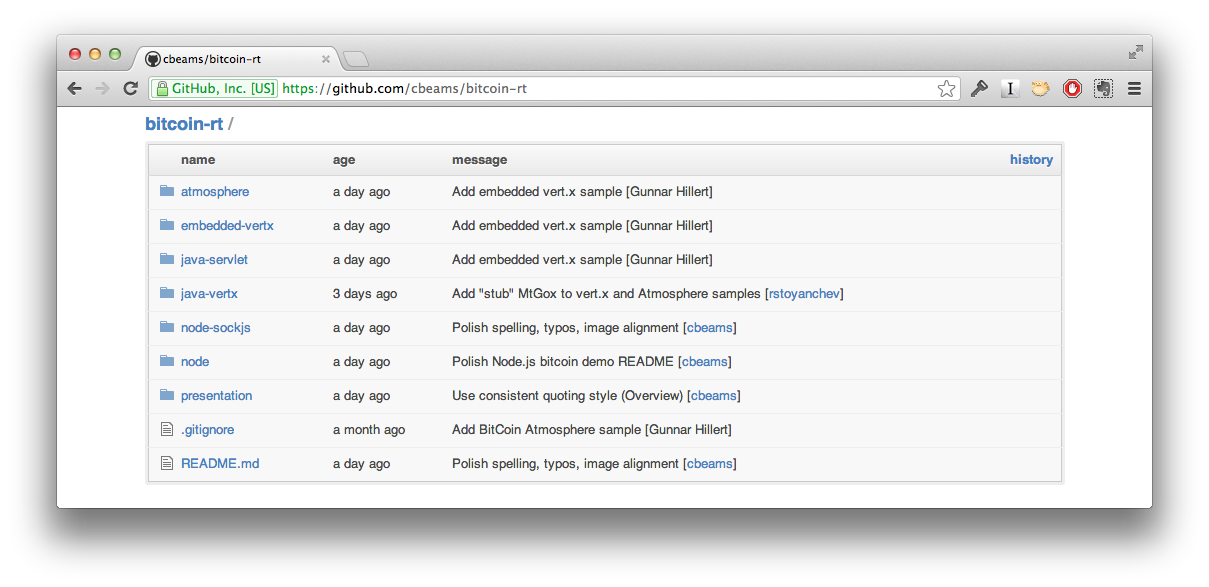 cbeams/bitcoin-rt
GitHub, Inc. [US] https://github.com/cbeams/bitcoin-rt
bitcoin-rt /
name age message history
atmosphere a day ago Add embedded vert.x sample [Gunnar Hillert]
embedded-vertx a day ago Add embedded vert.x sample [Gunnar Hillert]
java-servlet a day ago Add embedded vert.x sample [Gunnar Hillert]
java-vertx 3 days ago Add "stub" MtGox to vert.x and Atmosphere samples [rstoyanchev]
node-sockjs a day ago Polish spelling, typos, image alignment [cbeams]
node a day ago Polish Node.js bitcoin demo README [cbeams]
presentation a day ago Use consistent quoting style (Overview) [cbeams]
.gitignore a month ago Add BitCoin Atmosphere sample [Gunnar Hillert]
README.md a day ago Polish spelling, typos, image alignment [cbeams]